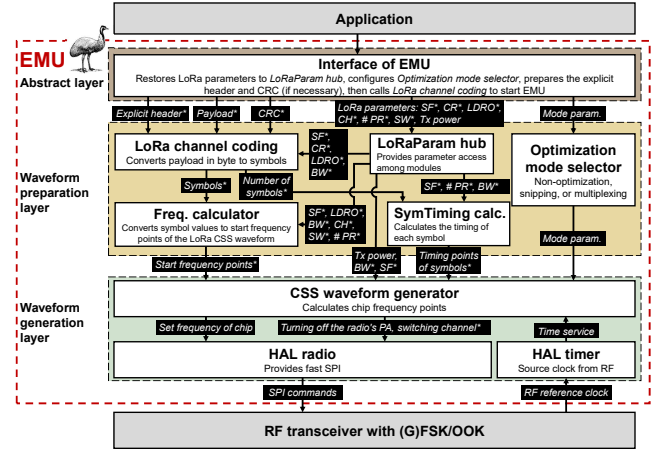 Application
EMU
Abstract layer
Interface of EMU
Restores LoRa parameters to LoRaParam hub, configures Optimization mode selector, prepares the explicit
header and CRC (if necessary), then calls LoRa channel coding to start EMU
Explicit header*
Payload*
CRC*
LoRa parameters: SF*, CR*, LDRO*,
CH*, # PR*, SW*, Tx power
Mode param.
Waveform
preparation
layer
LoRa channel coding
Converts payload in byte to symbols
SF*,
CR*,
LDRO*,
BW*
LoRaParam hub
Provides parameter access
among modules
Optimization
mode selector
Non-optimization,
snipping, or multiplexing
Symbols*
Number of
symbols*
SF*, # PR*, BW*
Freq. calculator
Converts symbol values to start frequency
points of the LoRa CSS waveform
SF*, LDRO*,
BW*, CH*,
SW*, # PR*
SymTiming calc.
Calculates the timing of
each symbol
Mode param.
Start frequency points*
Tx power,
BW*, SF*
Timing points
of symbols*
Waveform
generation
layer
CSS waveform generator
Calculates chip frequency points
Set frequency of chip
Turning off the radio's PA, switching channel*
Time service
HAL radio
Provides fast SPI
HAL timer
Source clock from RF
SPI commands
RF reference clock
RF transceiver with (G)FSK/OOK